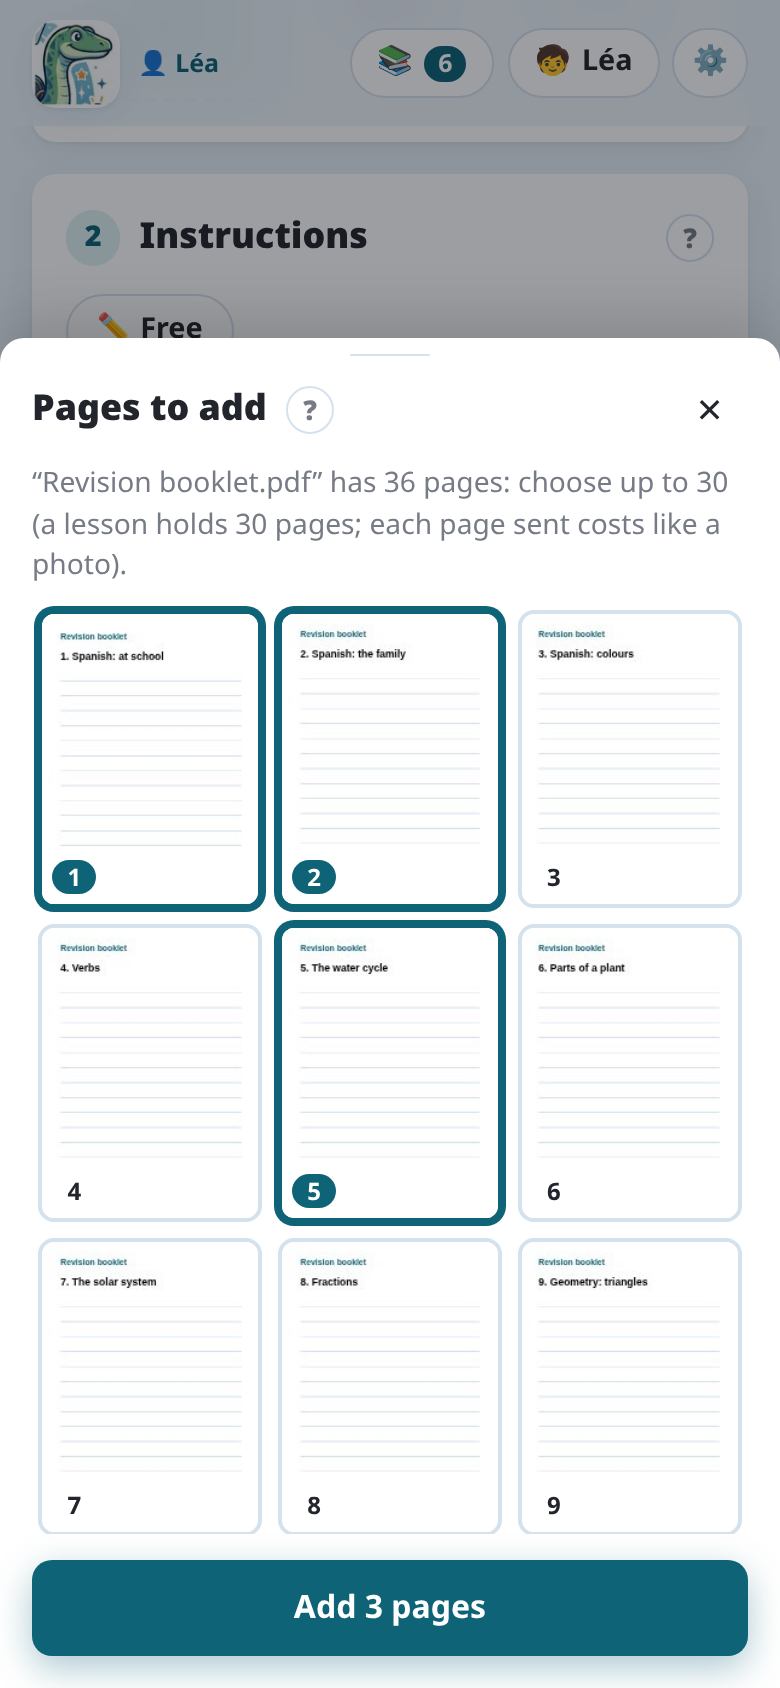 Léa
6
Léa
2
Instructions
?
Free
Pages to add
?
“Revision booklet.pdf” has 36 pages: choose up to 30
(a lesson holds 30 pages; each page sent costs like a
photo).
Revision booklet
1. Spanish: at school
1
Revision booklet
2. Spanish: the family
2
Revision booklet
3. Spanish: colours
3
Revision booklet
4. Verbs
4
Revision booklet
5. The water cycle
5
Revision booklet
6. Parts of a plant
6
Revision booklet
7. The solar system
7
Revision booklet
8. Fractions
8
Revision booklet
9. Geometry: triangles
9
Add 3 pages